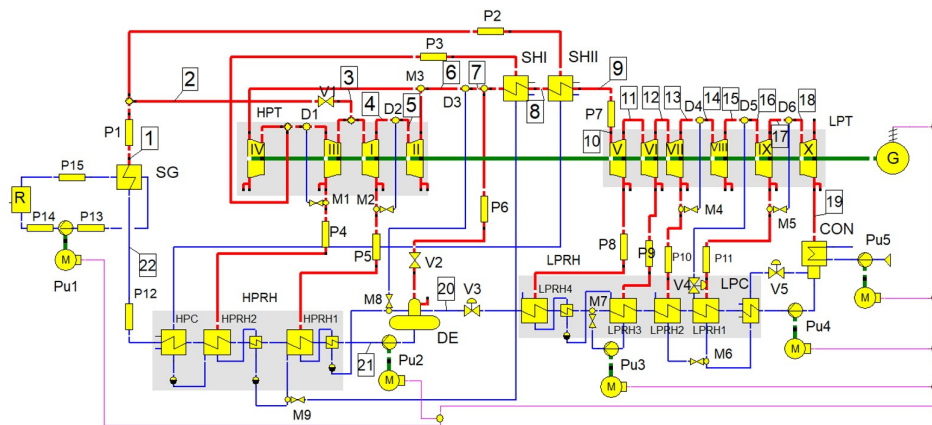 P2
P3
SHI
SHII
M3
6
7
9
2
V1
3
D3
8
P7
11
12
13
D4
14
15
D5
16
D6
18
P1
HPT
D1
4
D2
5
10
17
LPT
1
IV
III
I
II
V
VI
VII
VIII
IX
X
G
P15
SG
R
M1
M2
P6
M4
M5
19
P14
P13
P4
P5
P8
P9
P10
P11
CON
Pu5
M
Pu1
22
V2
LPRH
V4
LPC
V5
M
P12
HPRH
M8
20
V3
LPRH4
M7
HPC
HPRH2
HPRH1
DE
LPRH3
LPRH2
LPRH1
Pu4
M
21
Pu2
M
Pu3
M
M6
M9